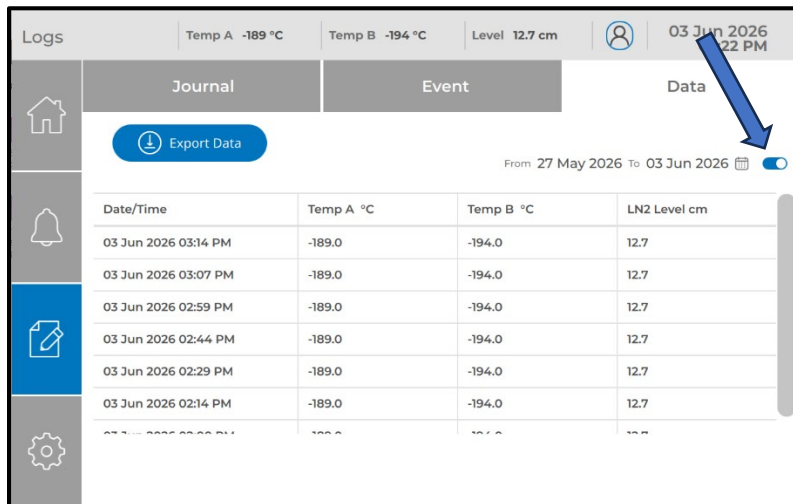 Logs Temp A -189 °C Temp B -194 °C Level 12.7 cm 03 Jun 2026
22 PM
Journal Event Data
Export Data
From 27 May 2026 To 03 Jun 2026
Date/Time Temp A °C Temp B °C LN2 Level cm
03 Jun 2026 03:14 PM -189.0 -194.0 12.7
03 Jun 2026 03:07 PM -189.0 -194.0 12.7
03 Jun 2026 02:59 PM -189.0 -194.0 12.7
03 Jun 2026 02:44 PM -189.0 -194.0 12.7
03 Jun 2026 02:29 PM -189.0 -194.0 12.7
03 Jun 2026 02:14 PM -189.0 -194.0 12.7